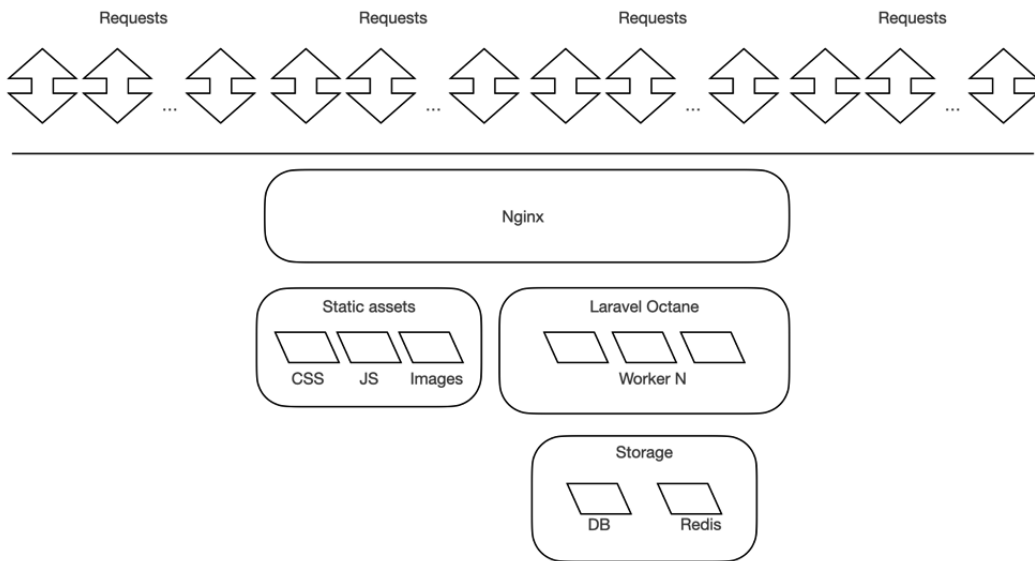 Requests Requests Requests Requests
... ... ... ...
Nginx
Static assets
CSS JS Images
Laravel Octane
Worker N
Storage
DB Redis